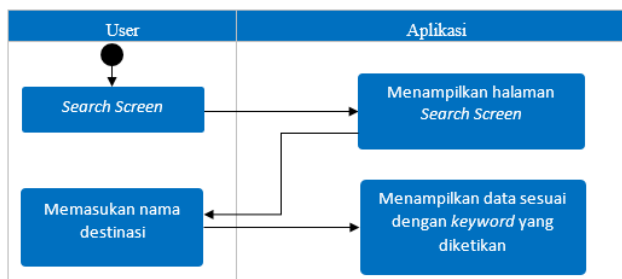 User
Aplikasi
Search Screen
Menampilkan halaman
Search Screen
Memasukan nama
destinasi
Menampilkan data sesuai
dengan keyword yang
diketikan